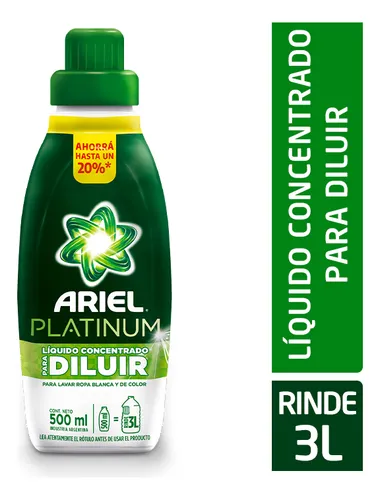 AHORRÁ
HASTA UN
20%*
ARIEL
PLATINUM
LÍQUIDO CONCENTRADO
PARA DILUIR
PARA LAVAR ROPA BLANCA Y DE COLOR
CONT. NETO
500 ml
INDUSTRIA ARGENTINA
500 ml = 3L
LEA ATENTAMENTE EL RÓTULO ANTES DE USAR EL PRODUCTO
LÍQUIDO CONCENTRADO
PARA DILUIR
RINDE
3L